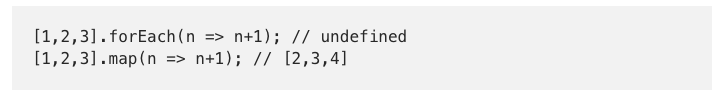 [1,2,3].forEach(n => n+1); // undefined
[1,2,3].map(n => n+1); // [2,3,4]